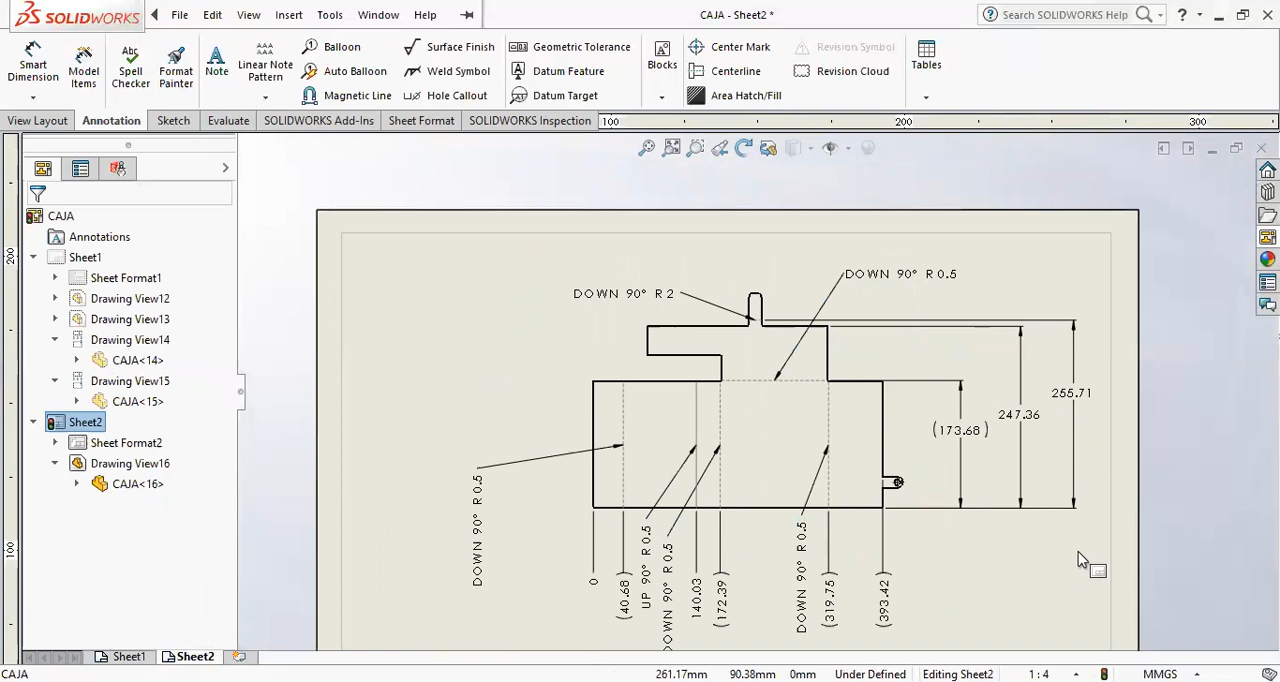 SOLIDWORKS File Edit View Insert Tools Window Help CAJA - Sheet2 * Search SOLIDWORKS Help ?
Smart Dimension
Model Items
Spell Checker
Format Painter
Note
Linear Note Pattern
Balloon
Auto Balloon
Magnetic Line
Surface Finish
Weld Symbol
Hole Callout
Geometric Tolerance
Datum Feature
Datum Target
Blocks
Center Mark
Centerline
Area Hatch/Fill
Revision Symbol
Revision Cloud
Tables
View Layout Annotation Sketch Evaluate SOLIDWORKS Add-Ins Sheet Format SOLIDWORKS Inspection
100 200 300
200
100
CAJA
Annotations
Sheet1
Sheet Format1
Drawing View12
Drawing View13
Drawing View14
CAJA<14>
Drawing View15
CAJA<15>
Sheet2
Sheet Format2
Drawing View16
CAJA<16>
DOWN 90° R 0.5
DOWN 90° R 2
255.71
247.36
(173.68)
DOWN 90° R 0.5
UP 90° R 0.5
DOWN 90° R 0.5
DOWN 90° R 0.5
0
(40.68)
140.03
(172.39)
(319.75)
(393.42)
Sheet1 Sheet2
CAJA 261.17mm 90.38mm 0mm Under Defined Editing Sheet2 1 : 4 MMGS